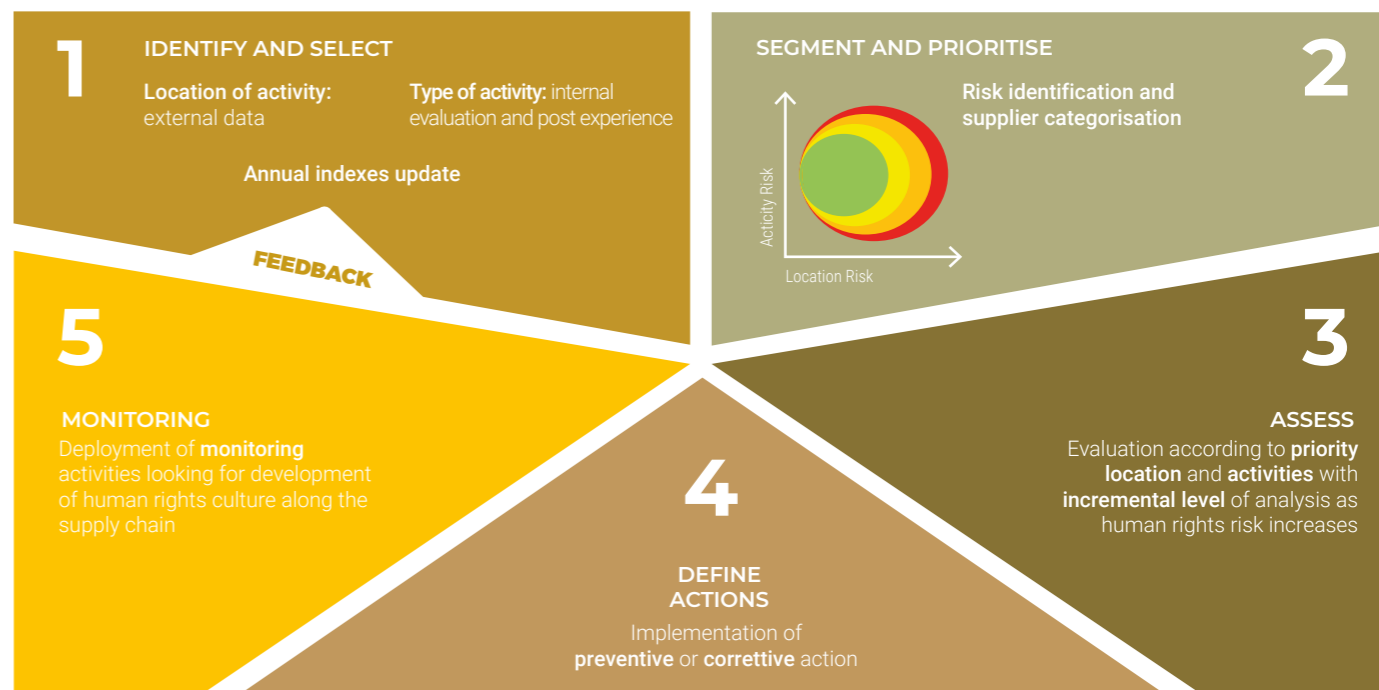 1
IDENTIFY AND SELECT
Location of activity:
external data
Type of activity: internal
evaluation and post experience
Annual indexes update
FEEDBACK
2
SEGMENT AND PRIORITISE
Risk identification and
supplier categorisation
Acticity Risk
Location Risk
3
ASSESS
Evaluation according to priority
location and activities with
incremental level of analysis as
human rights risk increases
4
DEFINE
ACTIONS
Implementation of
preventive or correttive action
5
MONITORING
Deployment of monitoring
activities looking for development
of human rights culture along the
supply chain